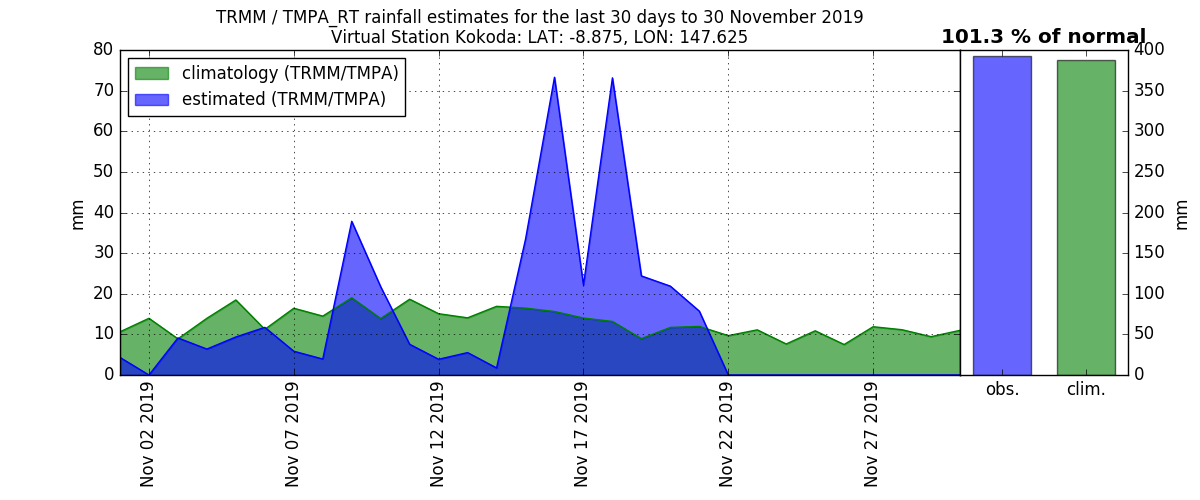 TRMM / TMPA_RT rainfall estimates for the last 30 days to 30 November 2019
Virtual Station Kokoda: LAT: -8.875, LON: 147.625
101.3 % of normal
climatology (TRMM/TMPA)
estimated (TRMM/TMPA)
mm
80
70
60
50
40
30
20
10
0
Nov 02 2019
Nov 07 2019
Nov 12 2019
Nov 17 2019
Nov 22 2019
Nov 27 2019
400
350
300
250
200
150
100
50
0
mm
obs.
clim.